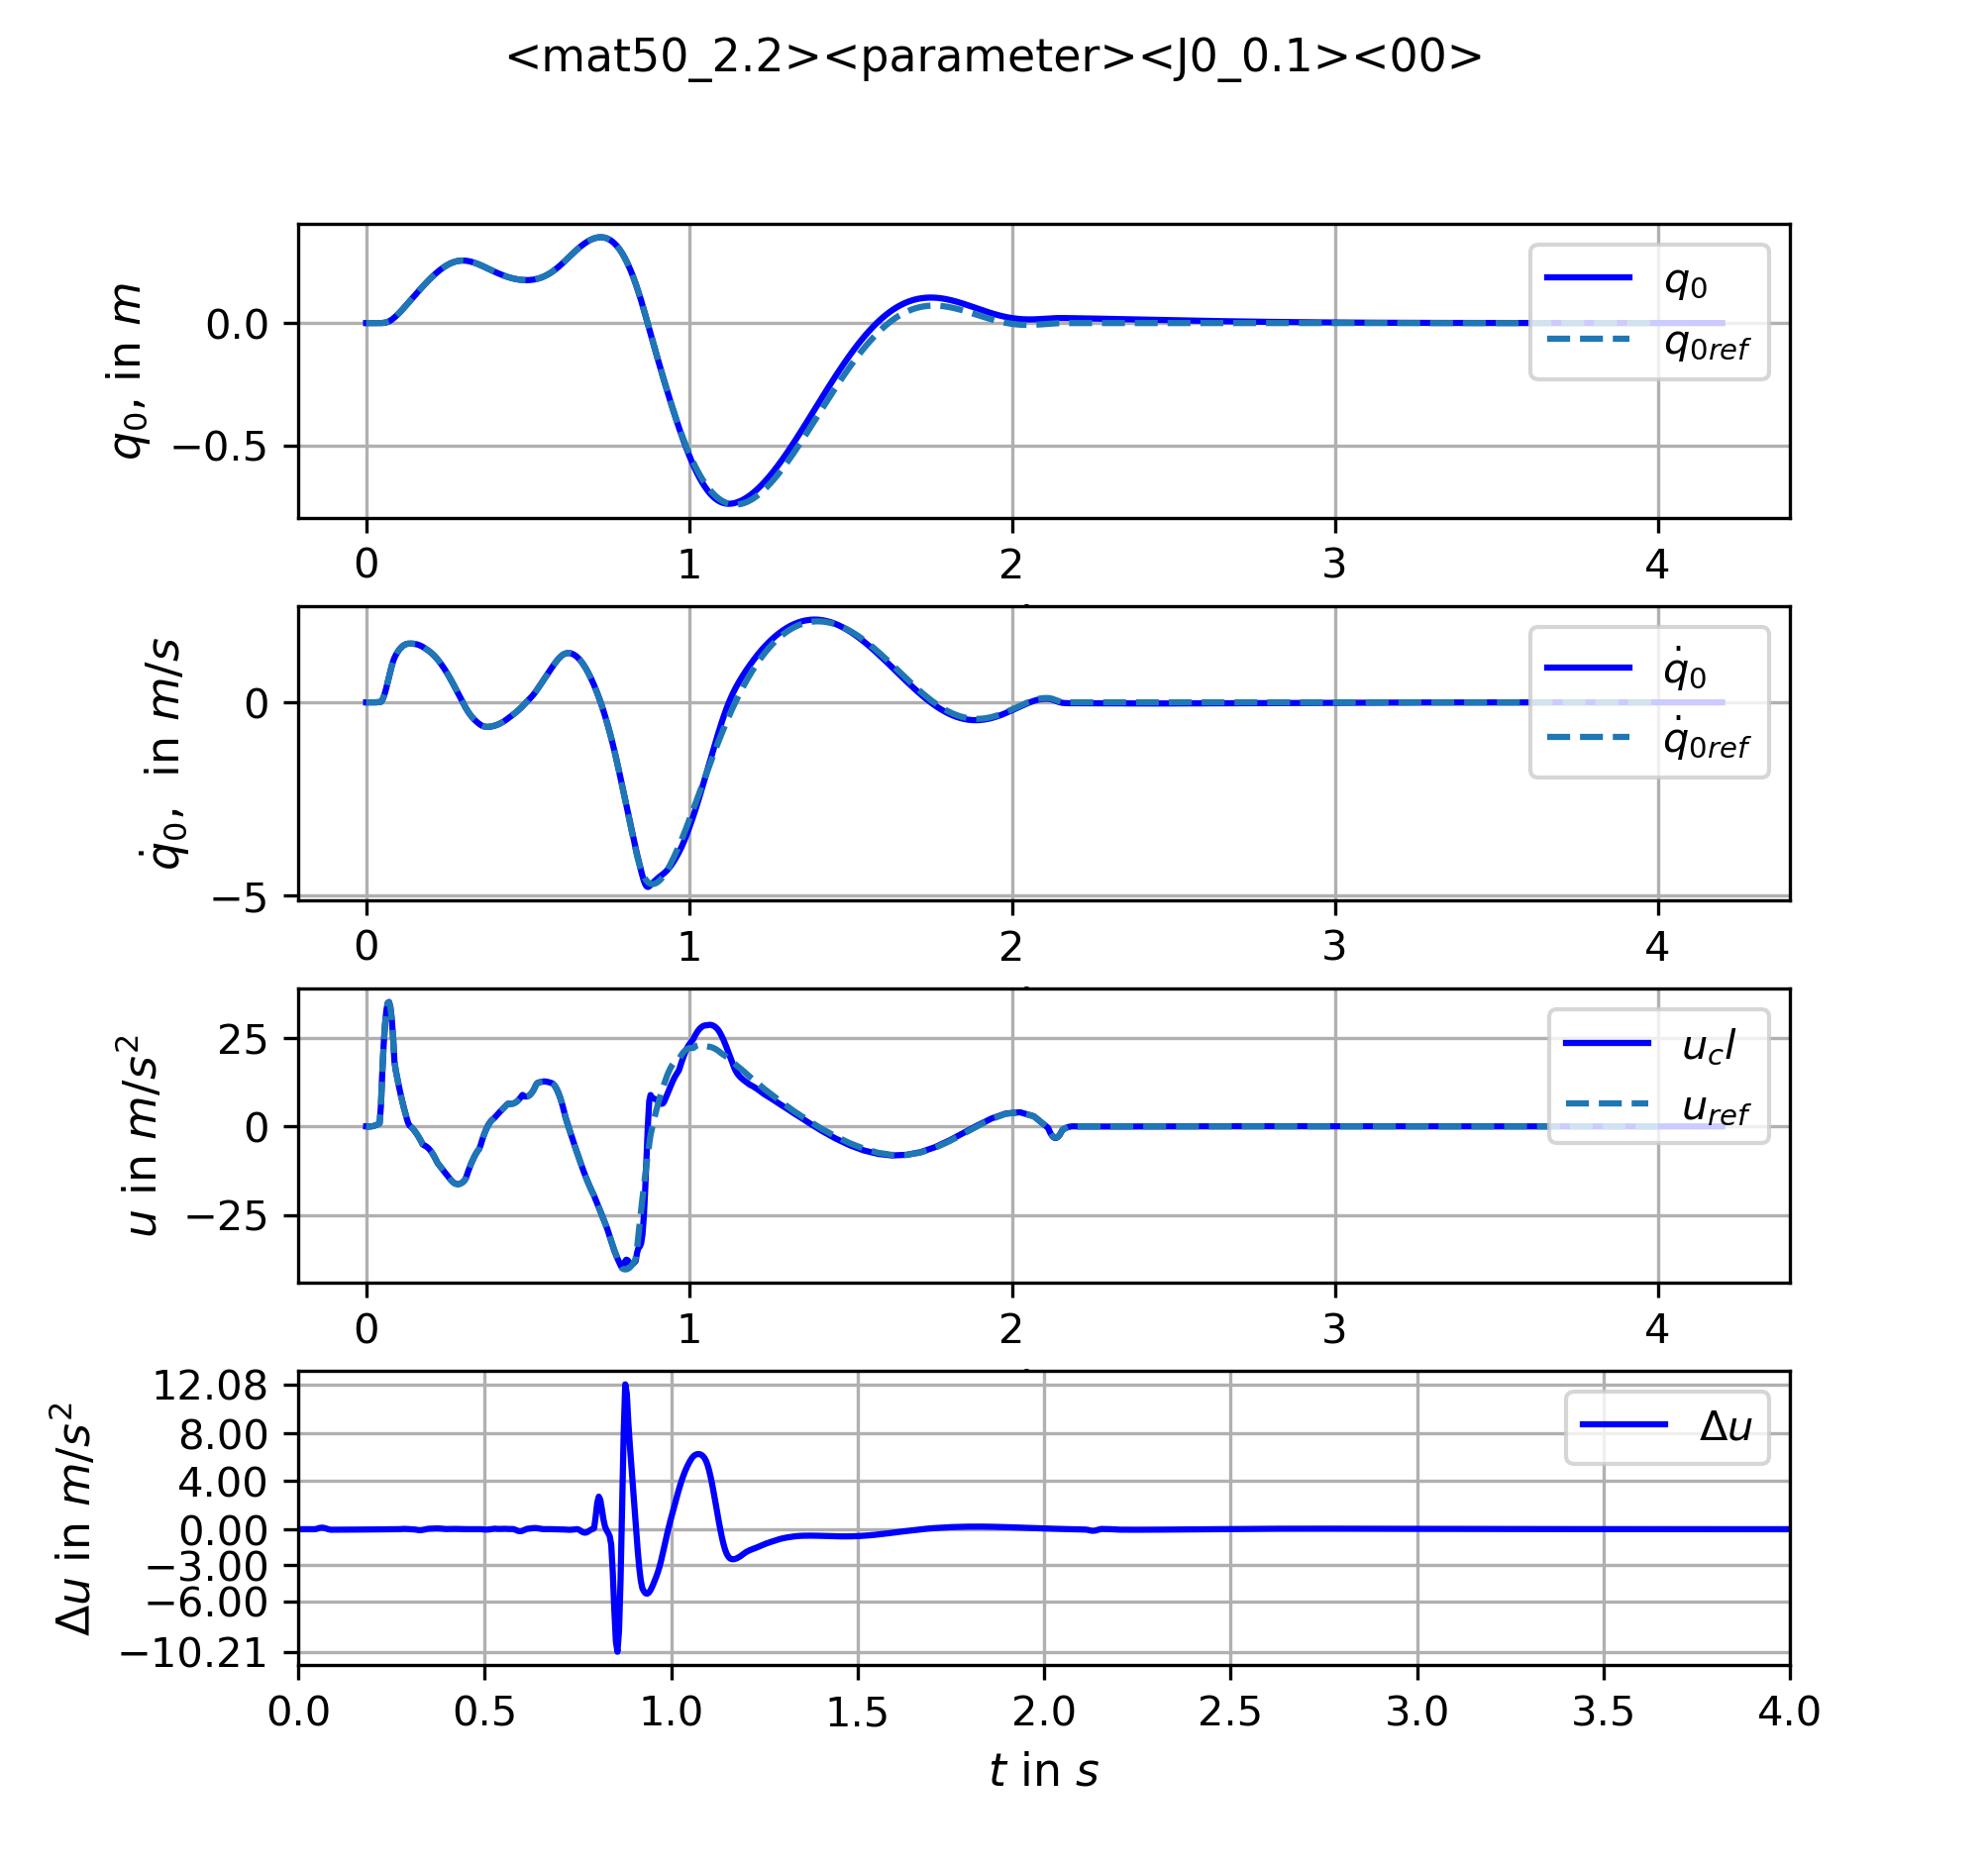 <mat50_2.2><parameter><J0_0.1><00>
q₀, in m
0.0
−0.5
q₀
q₀ref
0 1 2 3 4
q̇₀, in m/s
0
−5
q̇₀
q̇₀ref
0 1 2 3 4
u in m/s²
25
0
−25
u_cl
u_ref
0 1 2 3 4
Δu in m/s²
12.08
8.00
4.00
0.00
−3.00
−6.00
−10.21
Δu
0.0 0.5 1.0 1.5 2.0 2.5 3.0 3.5 4.0
t in s